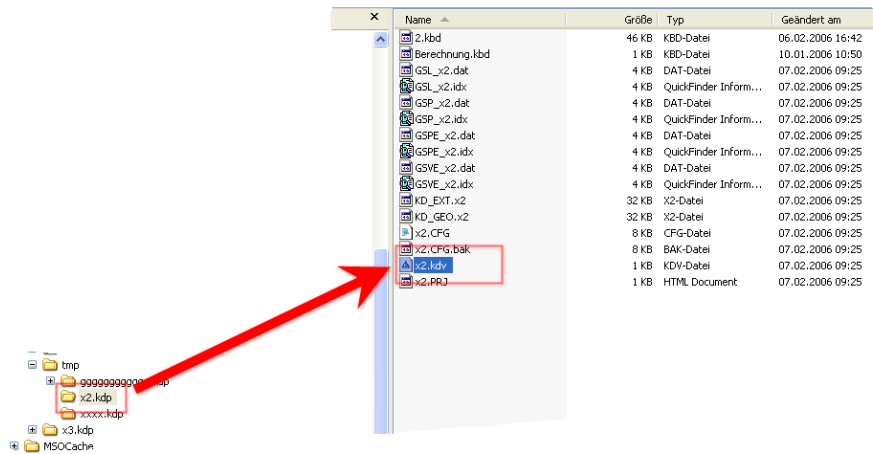 Name Größe Typ Geändert am
2.kbd 46 KB KBD-Datei 06.02.2006 16:42
Berechnung.kbd 1 KB KBD-Datei 10.01.2006 10:50
GSL_x2.dat 4 KB DAT-Datei 07.02.2006 09:25
GSL_x2.idx 4 KB QuickFinder Inform... 07.02.2006 09:25
GSP_x2.dat 4 KB DAT-Datei 07.02.2006 09:25
GSP_x2.idx 4 KB QuickFinder Inform... 07.02.2006 09:25
GSPE_x2.dat 4 KB DAT-Datei 07.02.2006 09:25
GSPE_x2.idx 4 KB QuickFinder Inform... 07.02.2006 09:25
GSVE_x2.dat 4 KB DAT-Datei 07.02.2006 09:25
GSVE_x2.idx 4 KB QuickFinder Inform... 07.02.2006 09:25
KD_EXT.x2 32 KB X2-Datei 07.02.2006 09:25
KD_GEO.x2 32 KB X2-Datei 07.02.2006 09:25
x2.CFG 8 KB CFG-Datei 07.02.2006 09:25
x2.CFG.bak 8 KB BAK-Datei 07.02.2006 09:25
x2.kdv 1 KB KDV-Datei 07.02.2006 09:25
x2.PRJ 1 KB HTML Document 07.02.2006 09:25
tmp
x2.kdp
xxxx.kdp
x3.kdp
MSOCache